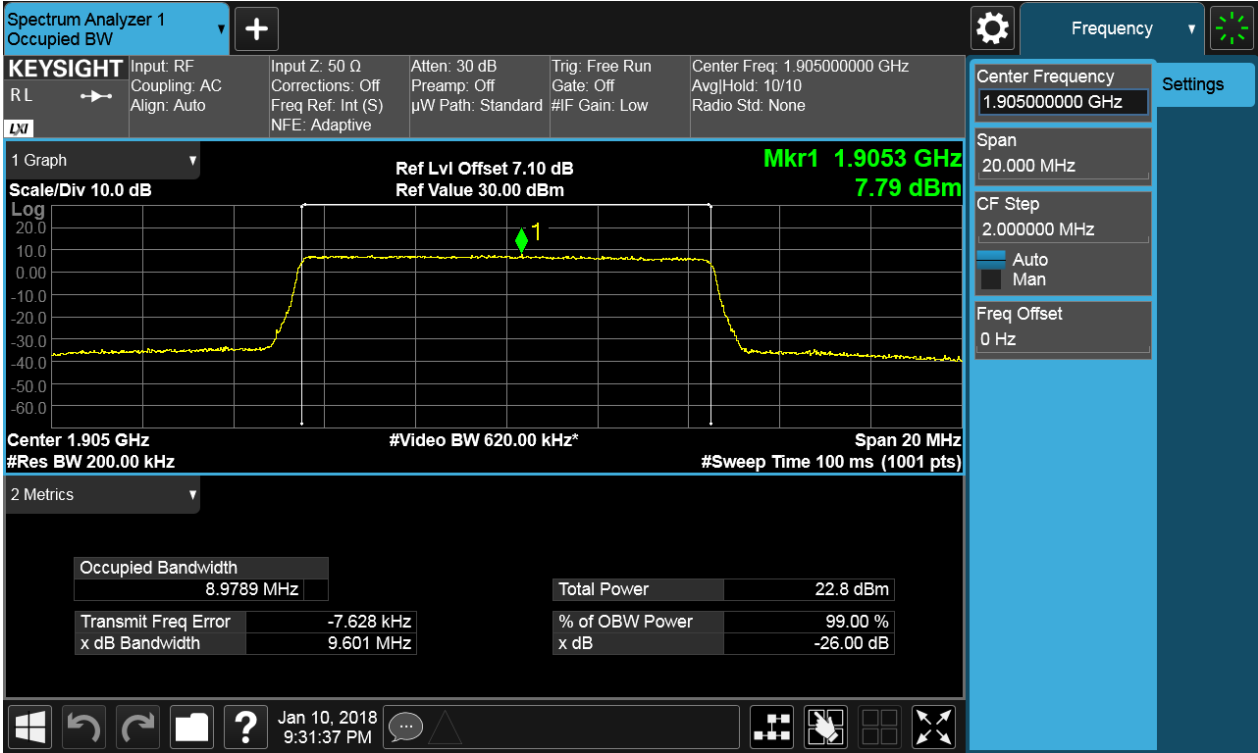 Spectrum Analyzer 1
Occupied BW
+
Frequency
KEYSIGHT
R L
LXI
Input: RF
Coupling: AC
Align: Auto
Input Z: 50 Ω
Corrections: Off
Freq Ref: Int (S)
NFE: Adaptive
Atten: 30 dB
Preamp: Off
µW Path: Standard
Trig: Free Run
Gate: Off
#IF Gain: Low
Center Freq: 1.905000000 GHz
Avg|Hold: 10/10
Radio Std: None
Center Frequency
1.905000000 GHz
Settings
Span
20.000 MHz
CF Step
2.000000 MHz
Auto
Man
Freq Offset
0 Hz
1 Graph
Scale/Div 10.0 dB
Ref Lvl Offset 7.10 dB
Ref Value 30.00 dBm
Mkr1 1.9053 GHz
7.79 dBm
Log
20.0
10.0
0.00
-10.0
-20.0
-30.0
-40.0
-50.0
-60.0
1
Center 1.905 GHz
#Res BW 200.00 kHz
#Video BW 620.00 kHz*
Span 20 MHz
#Sweep Time 100 ms (1001 pts)
2 Metrics
Occupied Bandwidth
8.9789 MHz
Total Power 22.8 dBm
Transmit Freq Error -7.628 kHz
% of OBW Power 99.00 %
x dB Bandwidth 9.601 MHz
x dB -26.00 dB
?
Jan 10, 2018
9:31:37 PM